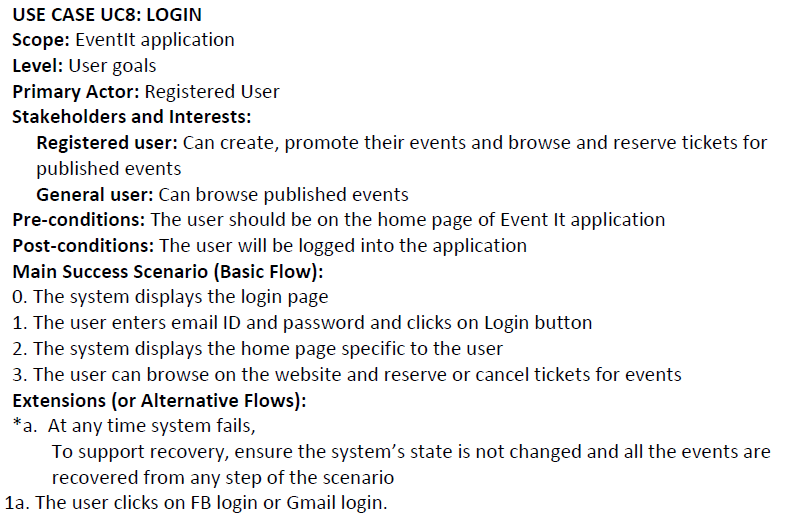 USE CASE UC8: LOGIN
Scope: EventIt application
Level: User goals
Primary Actor: Registered User
Stakeholders and Interests:
Registered user: Can create, promote their events and browse and reserve tickets for
published events
General user: Can browse published events
Pre-conditions: The user should be on the home page of Event It application
Post-conditions: The user will be logged into the application
Main Success Scenario (Basic Flow):
0. The system displays the login page
1. The user enters email ID and password and clicks on Login button
2. The system displays the home page specific to the user
3. The user can browse on the website and reserve or cancel tickets for events
Extensions (or Alternative Flows):
*a. At any time system fails,
To support recovery, ensure the system’s state is not changed and all the events are
recovered from any step of the scenario
1a. The user clicks on FB login or Gmail login.